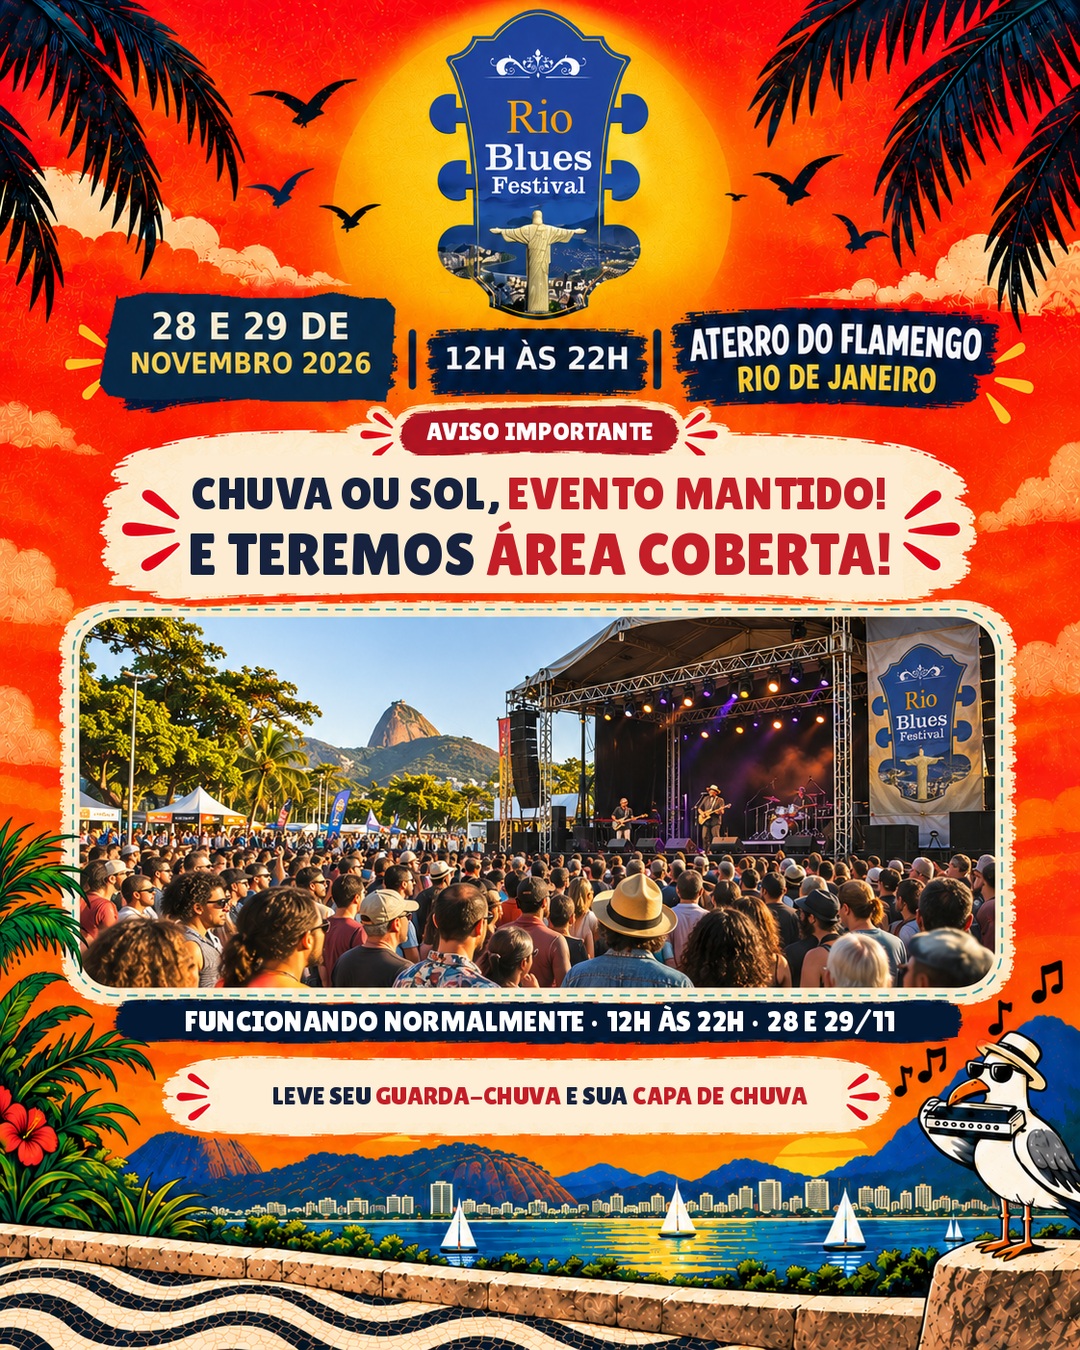 Rio
Blues
Festival
28 E 29 DE
NOVEMBRO 2026
12H ÀS 22H
ATERRO DO FLAMENGO
RIO DE JANEIRO
AVISO IMPORTANTE
CHUVA OU SOL, EVENTO MANTIDO!
E TEREMOS ÁREA COBERTA!
Rio
Blues
Festival
FUNCIONANDO NORMALMENTE · 12H ÀS 22H · 28 E 29/11
LEVE SEU GUARDA-CHUVA E SUA CAPA DE CHUVA